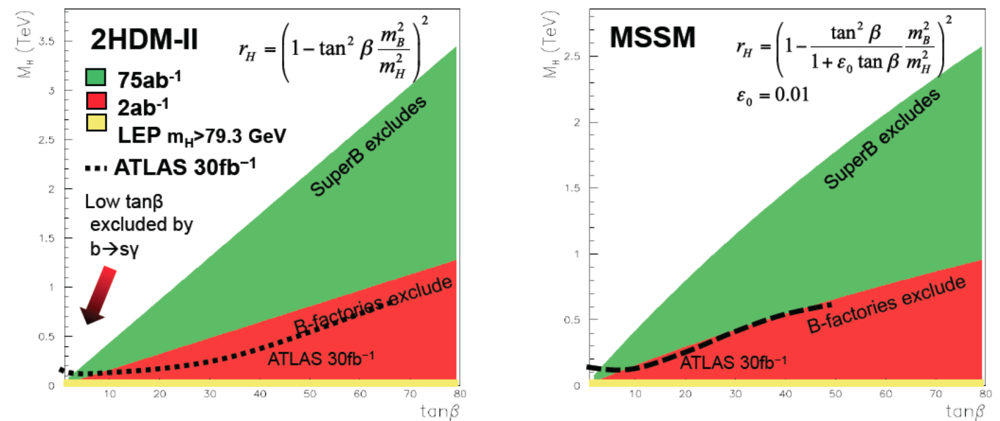 M_H (TeV)
3.5
3
2.5
2
1.5
1
0.5
0
2HDM-II
r_H = (1 − tan² β m_B²/m_H²)²
75ab⁻¹
2ab⁻¹
LEP m_H>79.3 GeV
ATLAS 30fb⁻¹
Low tanβ
excluded by
b→sγ
SuperB excludes
B-factories exclude
ATLAS 30fb⁻¹
10 20 30 40 50 60 70 80
tanβ
M_H (TeV)
2.5
2
1.5
1
0.5
0
MSSM
r_H = (1 − tan² β/(1 + ε₀ tan β) m_B²/m_H²)²
ε₀ = 0.01
SuperB excludes
B-factories exclude
ATLAS 30fb⁻¹
10 20 30 40 50 60 70 80
tanβ